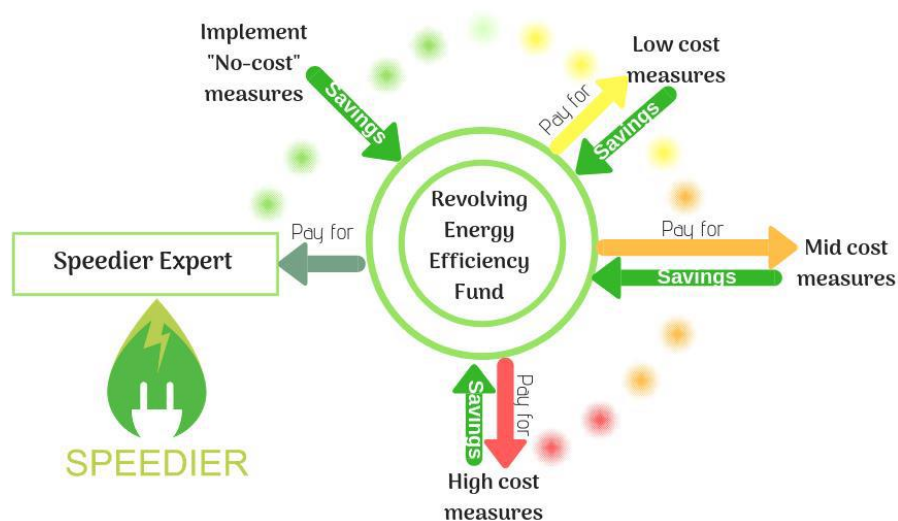 Implement
"No-cost"
measures
Savings
Low cost
measures
Pay for
Savings
Revolving
Energy
Efficiency
Fund
Pay for
Speedier Expert
Pay for
Mid cost
measures
Savings
Savings
Pay for
High cost
measures
SPEEDIER